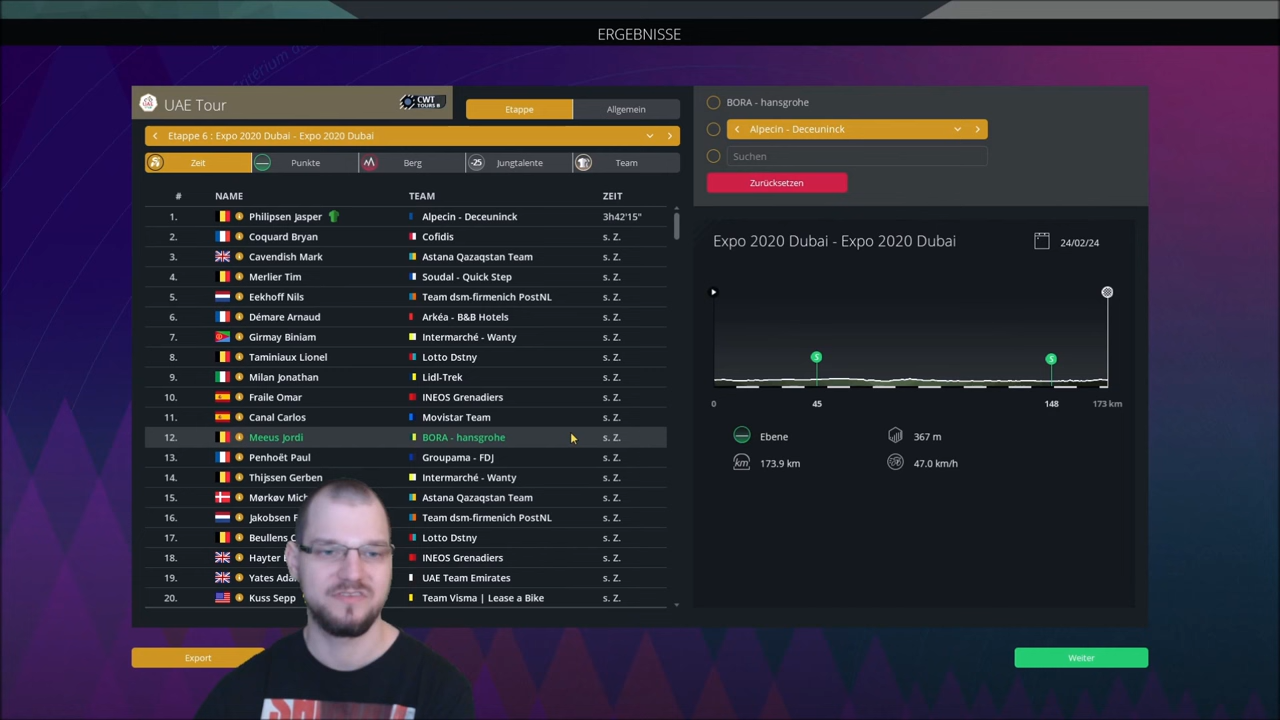 ERGEBNISSE
UAE Tour
CWT
TOURS
Etappe
Allgemein
Etappe 6 : Expo 2020 Dubai - Expo 2020 Dubai
Zeit
Punkte
Berg
-25
Jungtalente
Team
# NAME TEAM ZEIT
1. Philipsen Jasper Alpecin - Deceuninck 3h42'15"
2. Coquard Bryan Cofidis s. Z.
3. Cavendish Mark Astana Qazaqstan Team s. Z.
4. Merlier Tim Soudal - Quick Step s. Z.
5. Eekhoff Nils Team dsm-firmenich PostNL s. Z.
6. Démare Arnaud Arkéa - B&B Hotels s. Z.
7. Girmay Biniam Intermarché - Wanty s. Z.
8. Taminiaux Lionel Lotto Dstny s. Z.
9. Milan Jonathan Lidl-Trek s. Z.
10. Fraile Omar INEOS Grenadiers s. Z.
11. Canal Carlos Movistar Team s. Z.
12. Meeus Jordi BORA - hansgrohe s. Z.
13. Penhoët Paul Groupama - FDJ s. Z.
14. Thijssen Gerben Intermarché - Wanty s. Z.
15. Mørkøv Mich Astana Qazaqstan Team s. Z.
16. Jakobsen F Team dsm-firmenich PostNL s. Z.
17. Beullens C Lotto Dstny s. Z.
18. Hayter INEOS Grenadiers s. Z.
19. Yates Ada UAE Team Emirates s. Z.
20. Kuss Sepp Team Visma | Lease a Bike s. Z.
Export
BORA - hansgrohe
Alpecin - Deceuninck
Suchen
Zurücksetzen
Expo 2020 Dubai - Expo 2020 Dubai
24/02/24
S
S
0 45 148 173 km
Ebene
367 m
km 173.9 km
47.0 km/h
Weiter